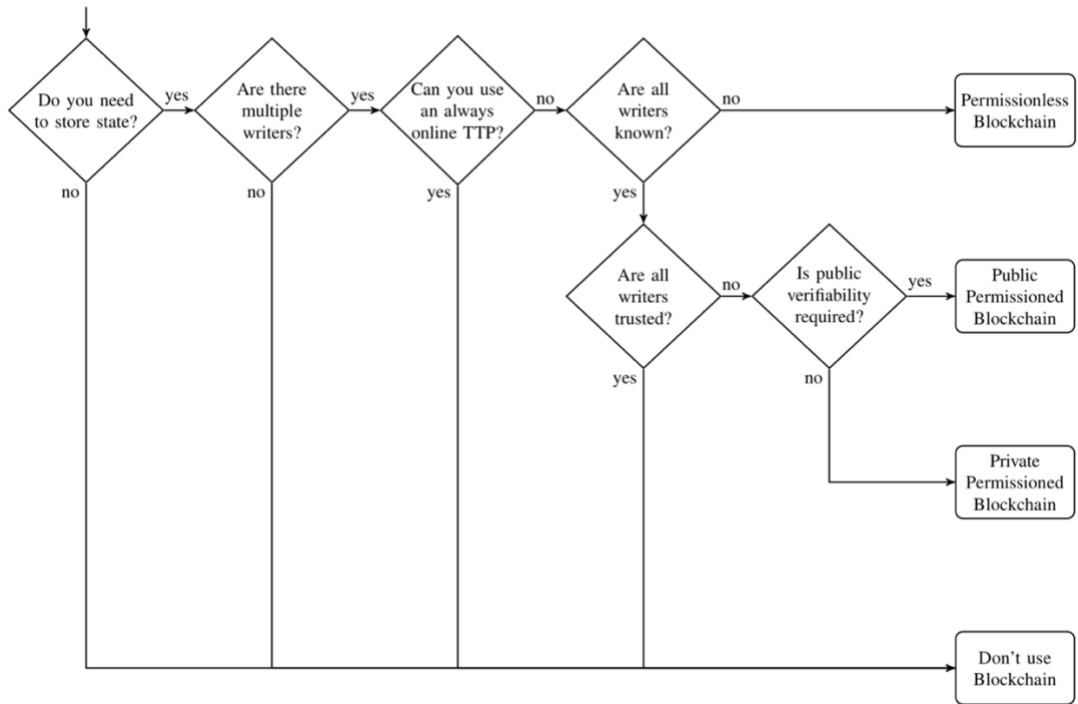 Do you need
to store state?
yes
no
Are there
multiple
writers?
yes
no
Can you use
an always
online TTP?
no
yes
Are all
writers
known?
no
yes
Permissionless
Blockchain
Are all
writers
trusted?
no
yes
Is public
verifiability
required?
yes
no
Public
Permissioned
Blockchain
Private
Permissioned
Blockchain
Don't use
Blockchain